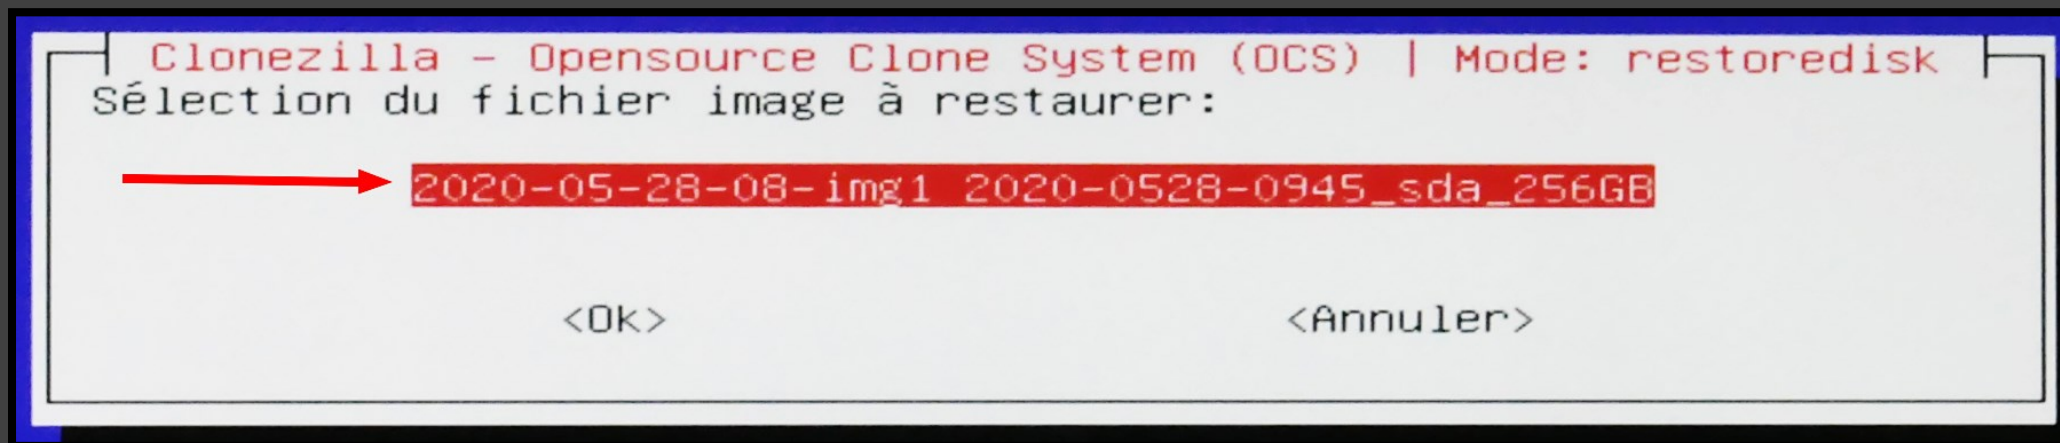 Clonezilla - Opensource Clone System (OCS) | Mode: restoredisk
Sélection du fichier image à restaurer:
2020-05-28-08-img1 2020-0528-0945_sda_256GB
<Ok> <Annuler>